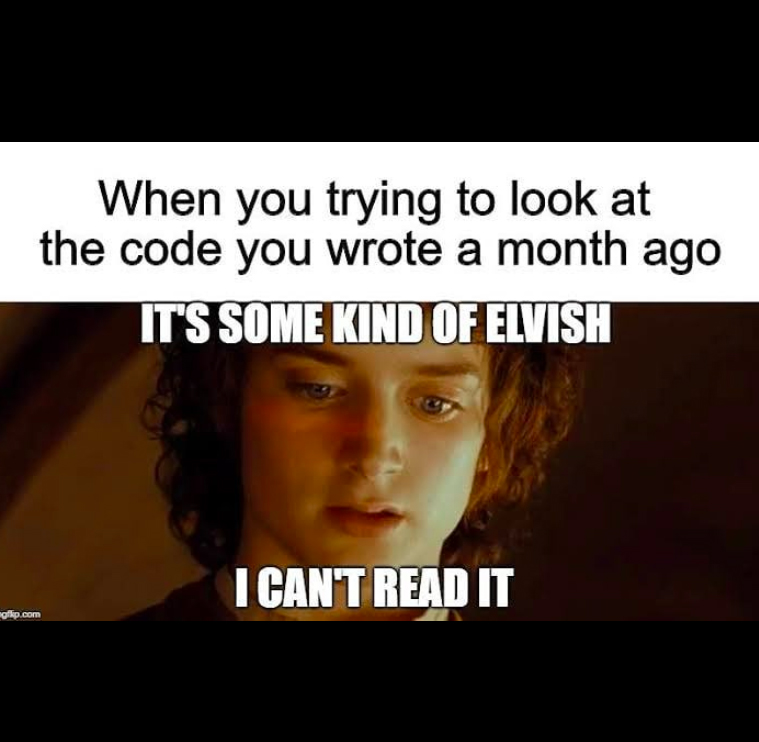 When you trying to look at
the code you wrote a month ago
IT'S SOME KIND OF ELVISH
I CAN'T READ IT
gflip.com